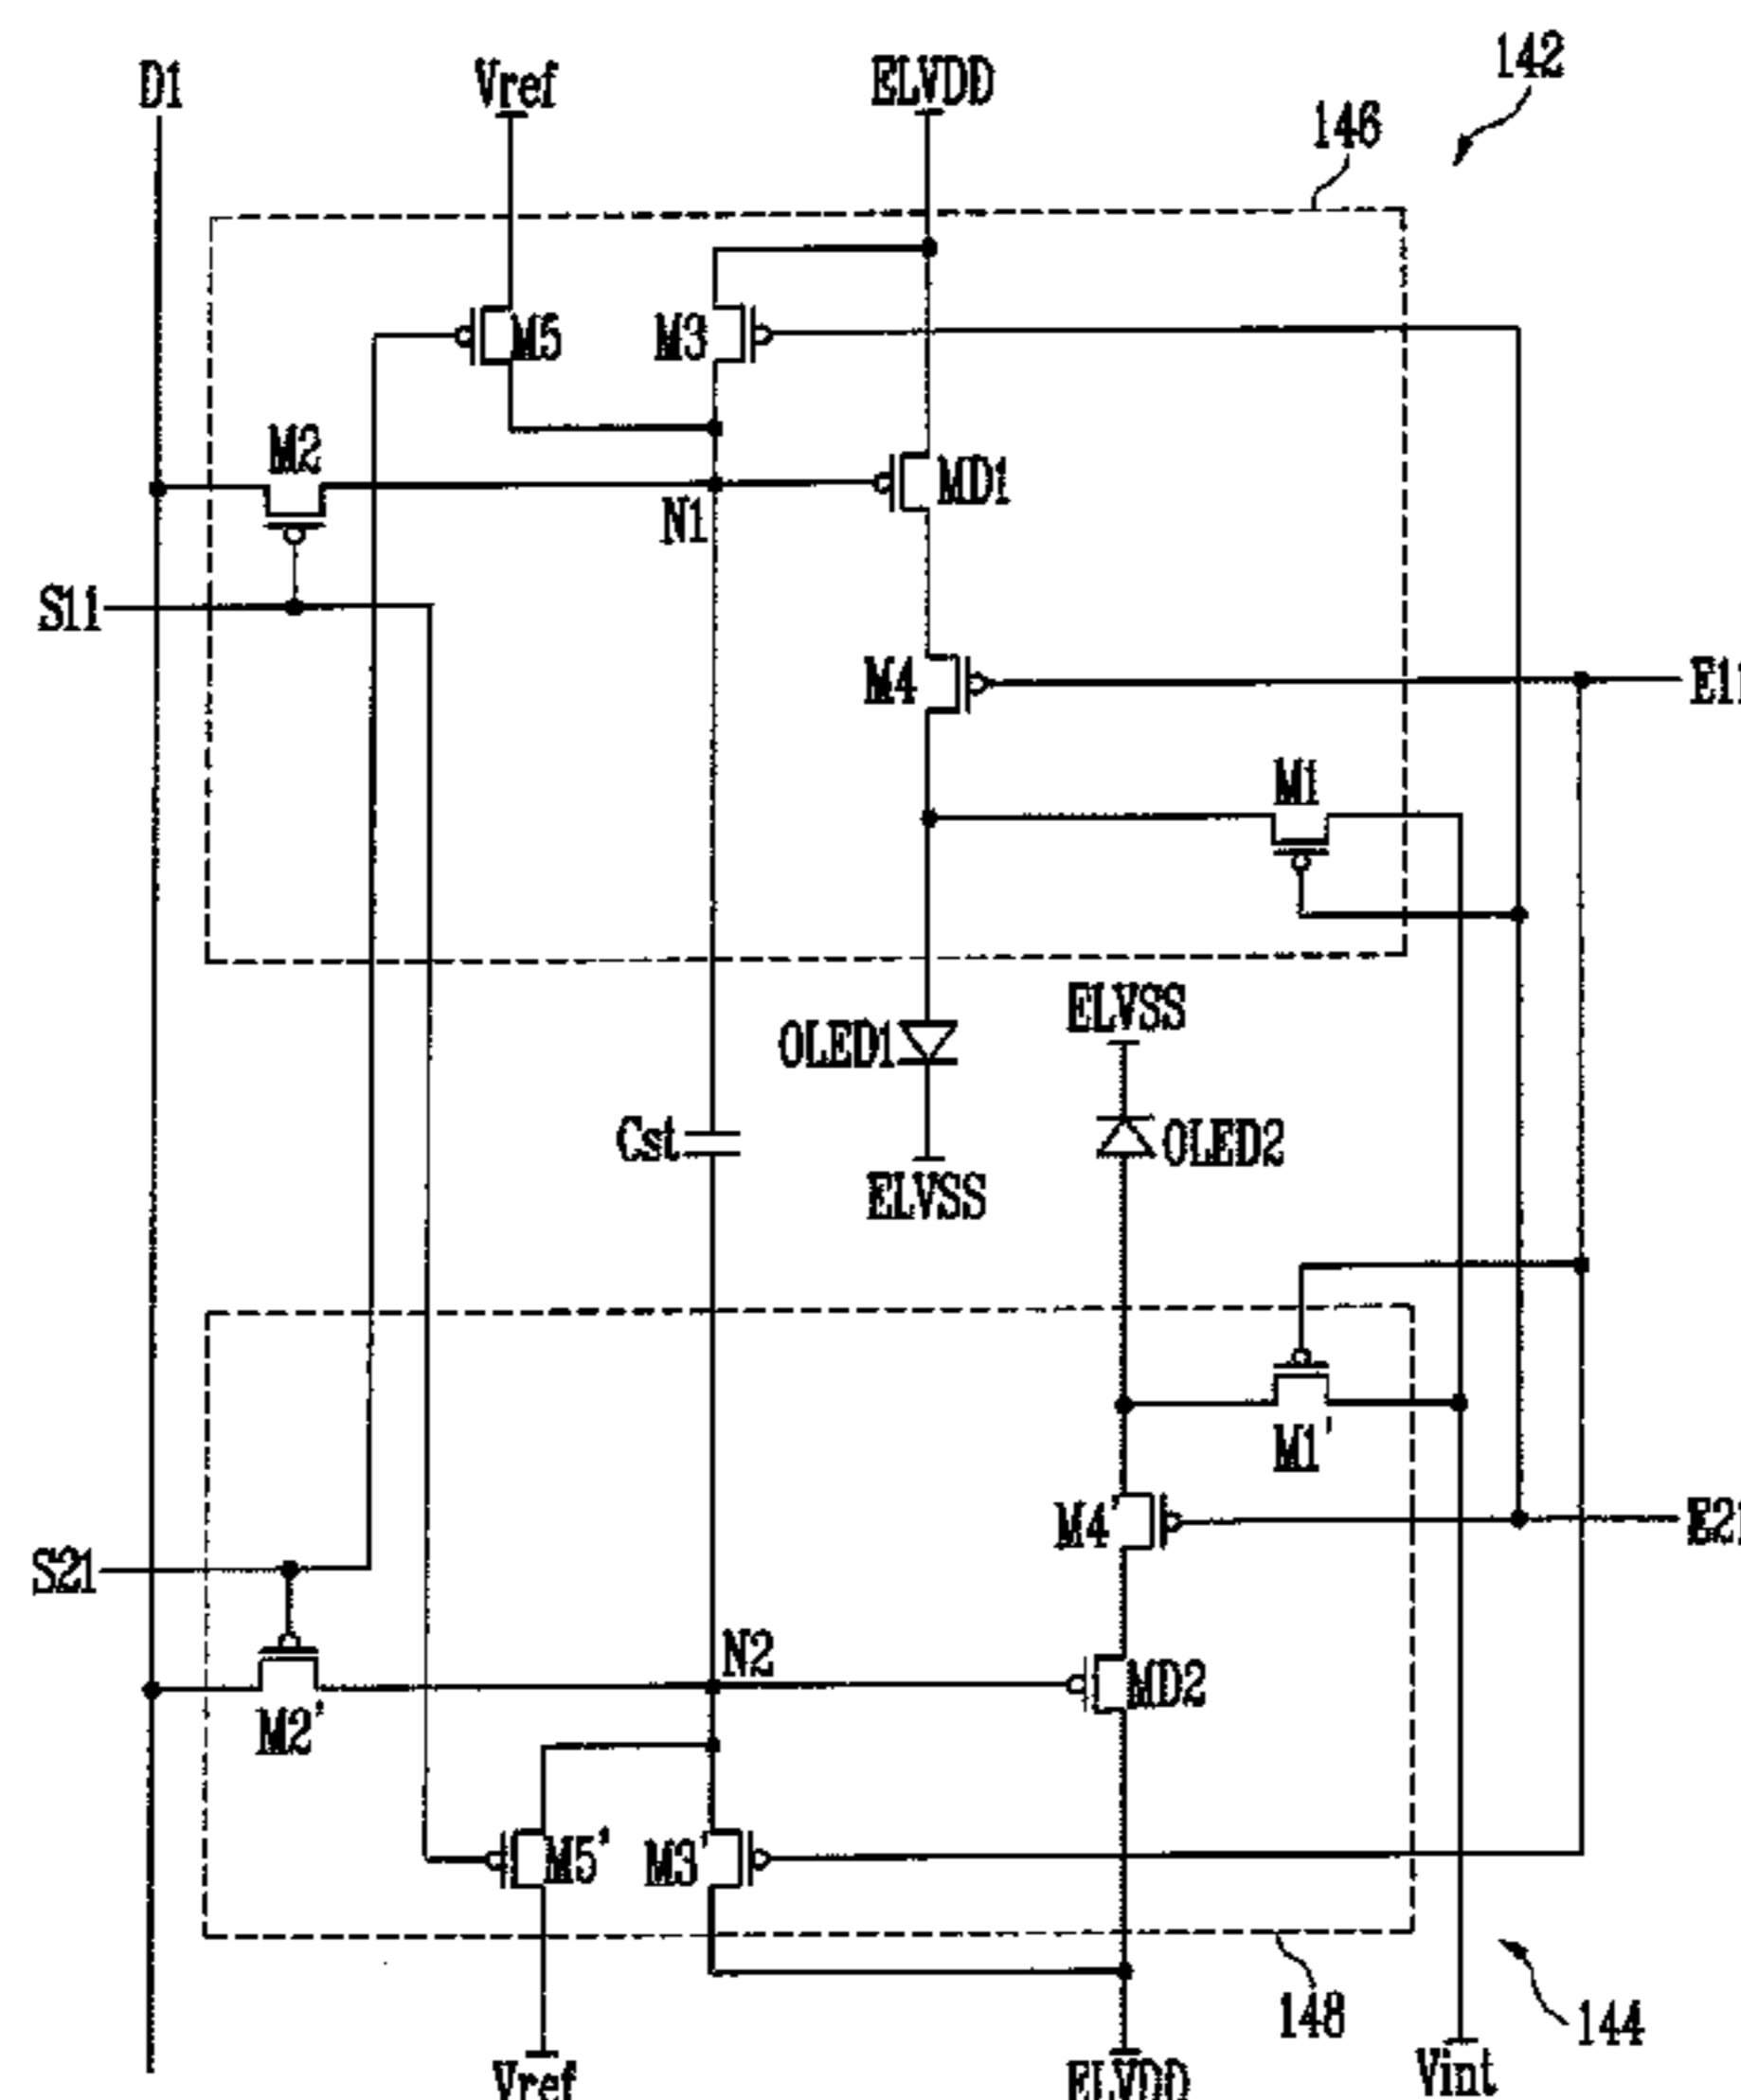 142
D1
Vref
ELVDD
146
M5
M3
M2
MD1
N1
S11
M4
E11
M1
ELVSS
OLED1
Cst
OLED2
ELVSS
M1'
M4'
E21
S21
N2
MD2
M2'
M5'
M3'
148
144
Vref
ELVDD
Vint